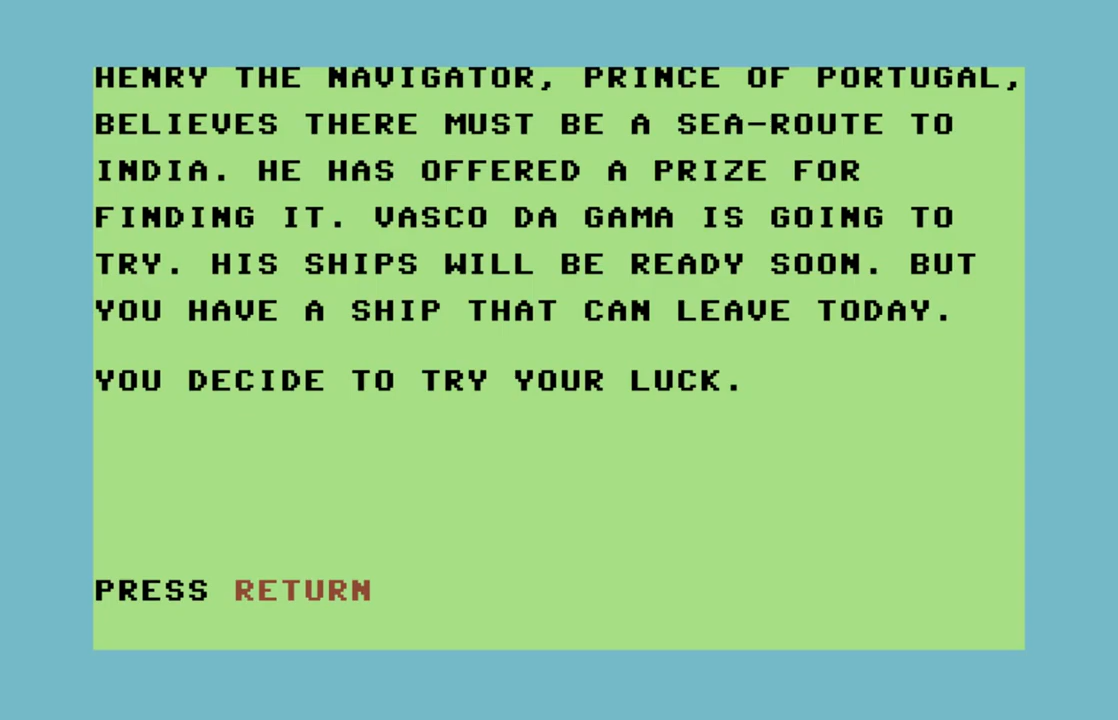 HENRY THE NAVIGATOR, PRINCE OF PORTUGAL,
BELIEVES THERE MUST BE A SEA-ROUTE TO
INDIA. HE HAS OFFERED A PRIZE FOR
FINDING IT. VASCO DA GAMA IS GOING TO
TRY. HIS SHIPS WILL BE READY SOON. BUT
YOU HAVE A SHIP THAT CAN LEAVE TODAY.
YOU DECIDE TO TRY YOUR LUCK.
PRESS RETURN